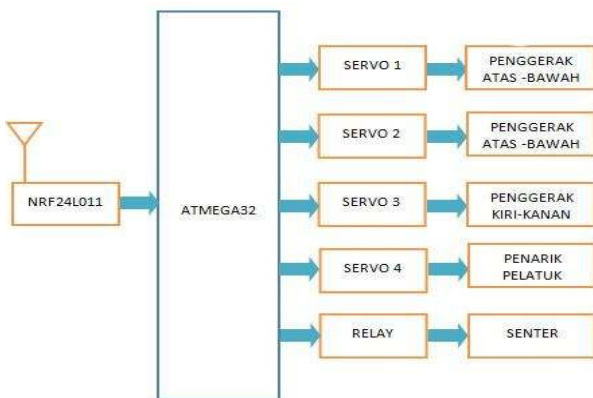 NRF24L011
ATMEGA32
SERVO 1
PENGGERAK
ATAS -BAWAH
SERVO 2
PENGGERAK
ATAS -BAWAH
SERVO 3
PENGGERAK
KIRI-KANAN
SERVO 4
PENARIK
PELATUK
RELAY
SENTER